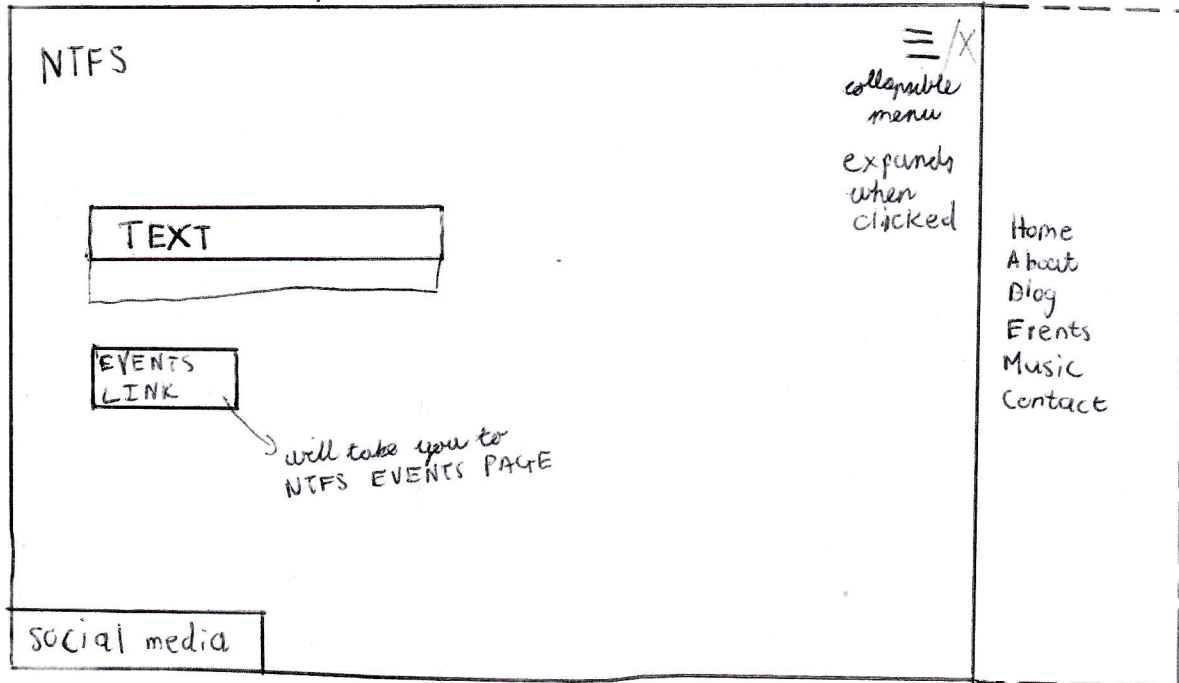 NTFS
☰/X
collapsible
menu
expands
when
clicked
TEXT
EVENTS
LINK
will take you to
NTFS EVENTS PAGE
social media
Home
About
Blog
Events
Music
Contact